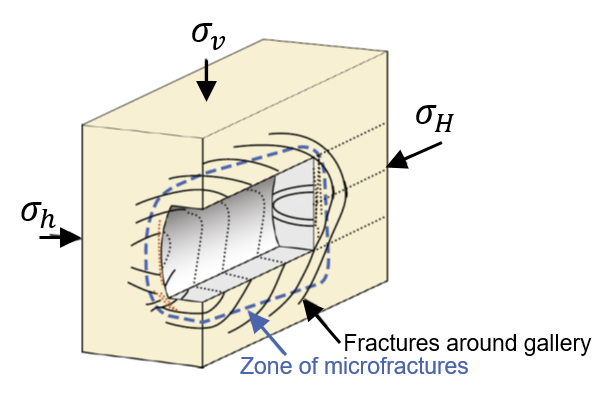 σv
σH
σh
Fractures around gallery
Zone of microfractures